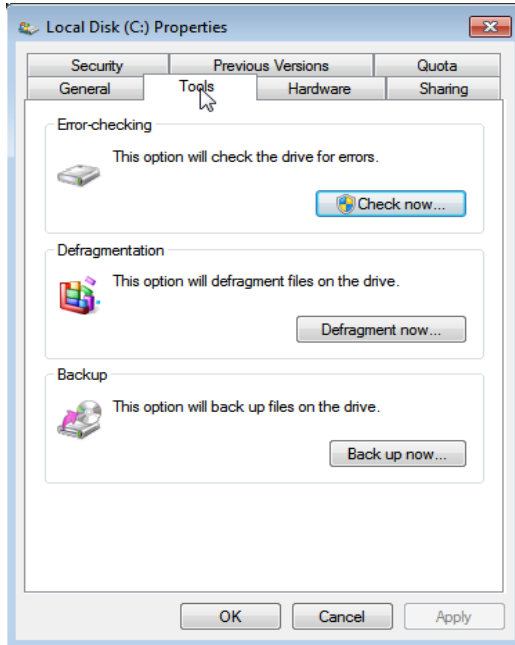 Local Disk (C:) Properties
Security Previous Versions Quota
General Tools Hardware Sharing
Error-checking
This option will check the drive for errors.
Check now...
Defragmentation
This option will defragment files on the drive.
Defragment now...
Backup
This option will back up files on the drive.
Back up now...
OK Cancel Apply